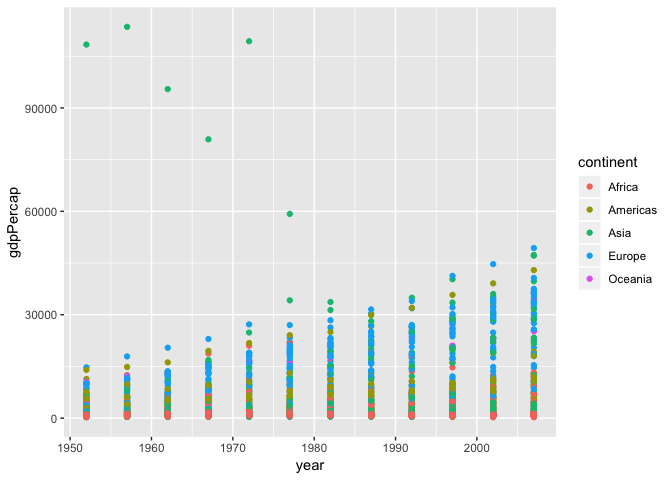 90000
60000
30000
0
gdpPercap
1950 1960 1970 1980 1990 2000
year
continent
Africa
Americas
Asia
Europe
Oceania